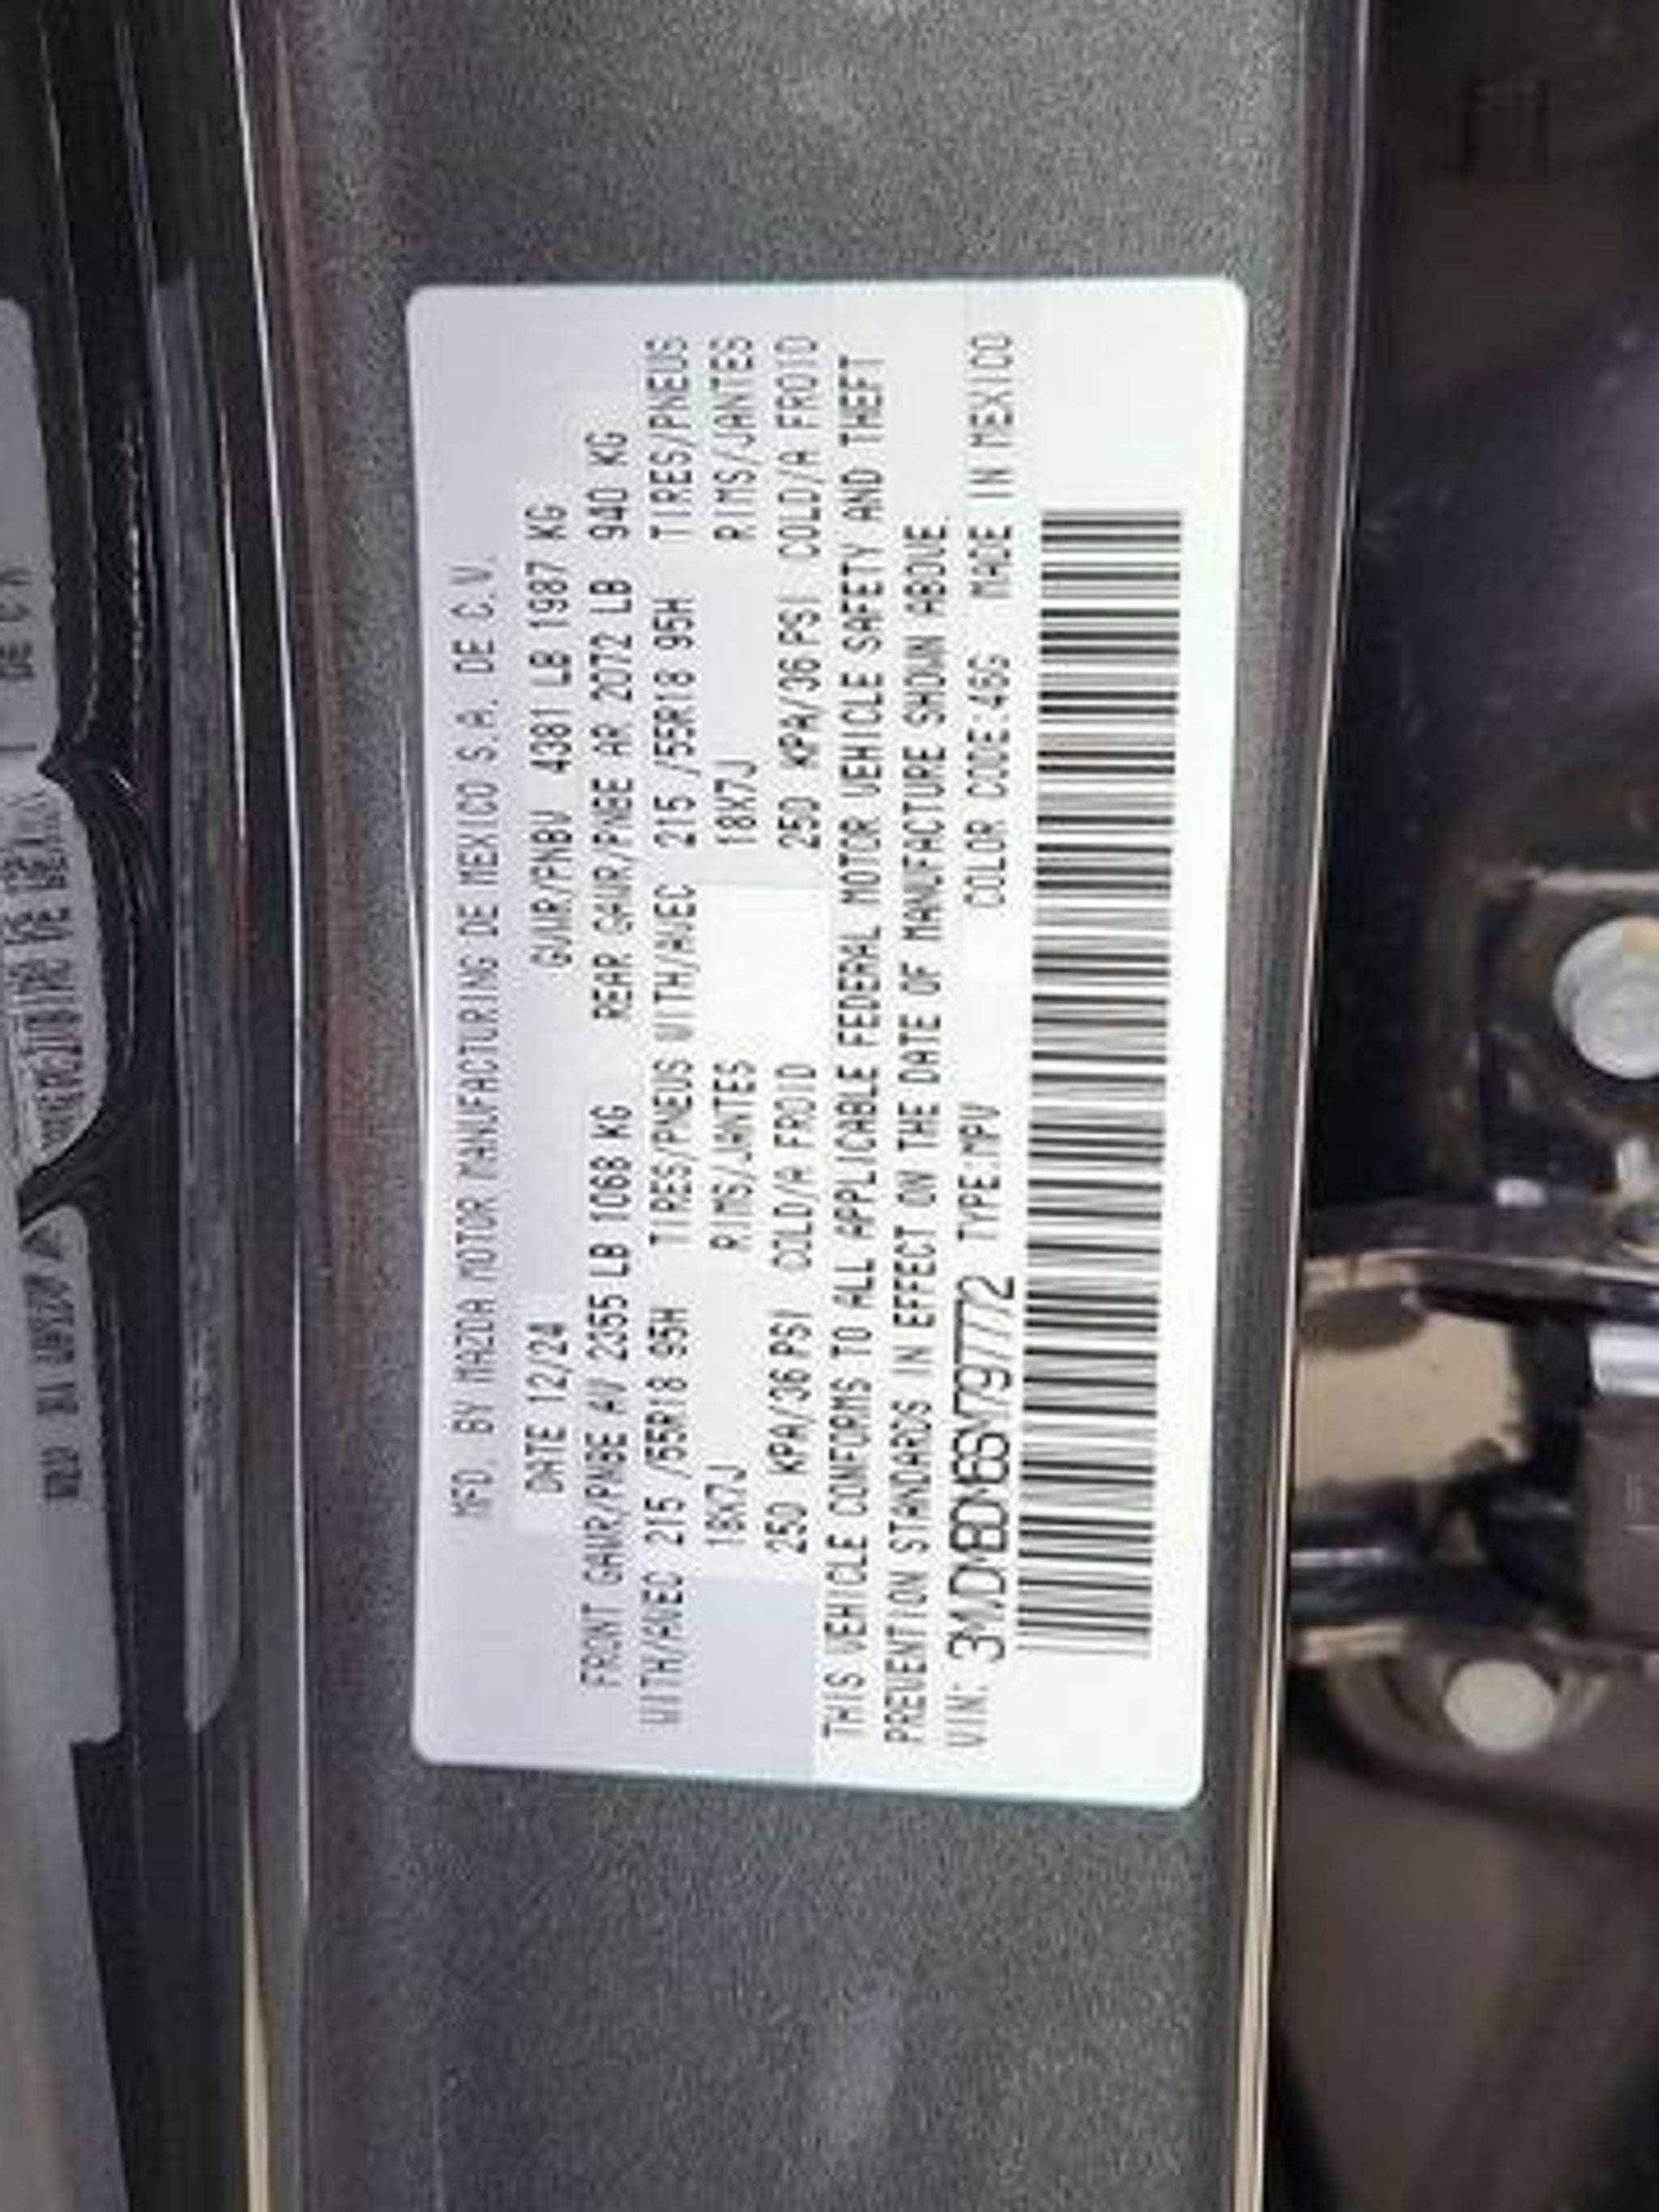 MFD. BY MAZDA MOTOR MANUFACTURING DE MEXICO S.A. DE C.V.
DATE 12/24 GVWR/PNBV 4381 LB 1987 KG
FRONT GAWR/PNBE AV 2355 LB 1068 KG REAR GAWR/PNBE AR 2072 LB 940 KG
WITH/AVEC 215/55R18 95H TIRES/PNEUS WITH/AVEC 215/55R18 95H TIRES/PNEUS
18X7J RIMS/JANTES 18X7J RIMS/JANTES
250 KPA/36PSI COLD/A FROID 250 KPA/36PSI COLD/A FROID
THIS VEHICLE CONFORMS TO ALL APPLICABLE FEDERAL MOTOR VEHICLE SAFETY AND THEFT
PREVENTION STANDARDS IN EFFECT ON THE DATE OF MANUFACTURE SHOWN ABOVE.
VIN: 3MVDMBDM6SM797772 TYPE:MPV COLOR CODE:46G MADE IN MEXICO